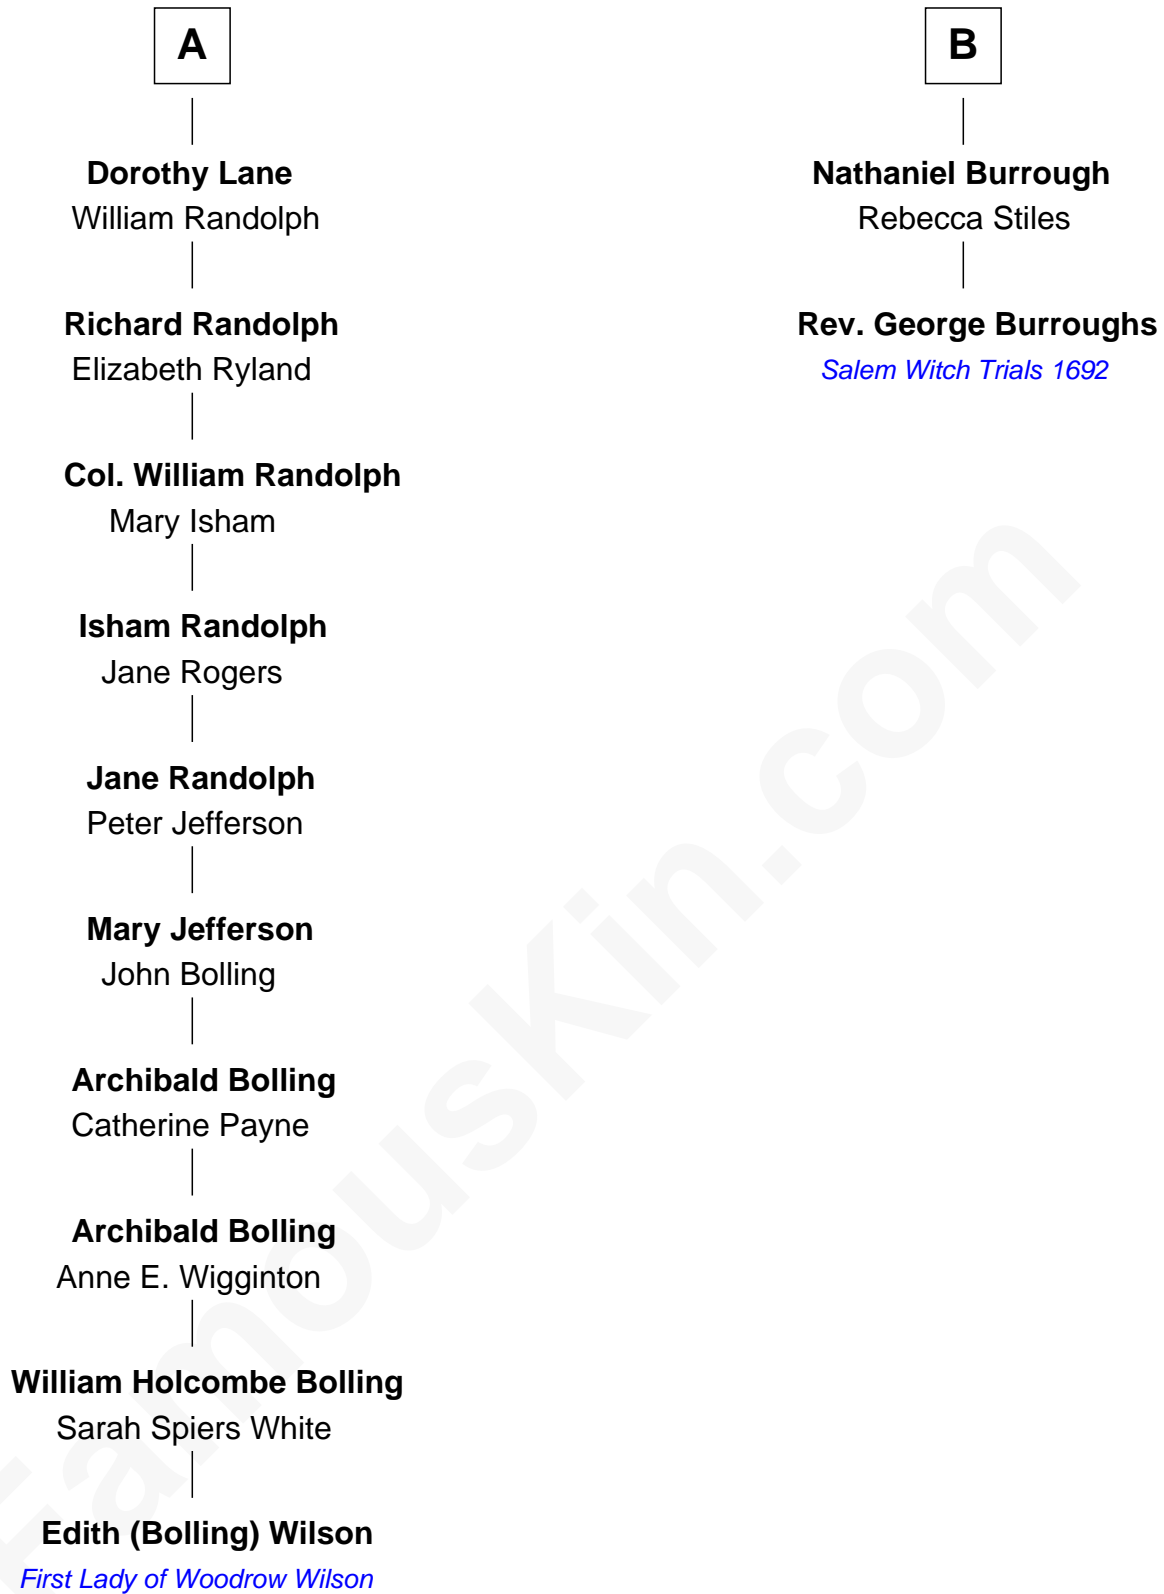 A
Dorothy Lane
William Randolph
Richard Randolph
Elizabeth Ryland
Col. William Randolph
Mary Isham
Isham Randolph
Jane Rogers
Jane Randolph
Peter Jefferson
Mary Jefferson
John Bolling
Archibald Bolling
Catherine Payne
Archibald Bolling
Anne E. Wigginton
William Holcombe Bolling
Sarah Spiers White
Edith (Bolling) Wilson
First Lady of Woodrow Wilson
B
Nathaniel Burrough
Rebecca Stiles
Rev. George Burroughs
Salem Witch Trials 1692
FamousKin.com